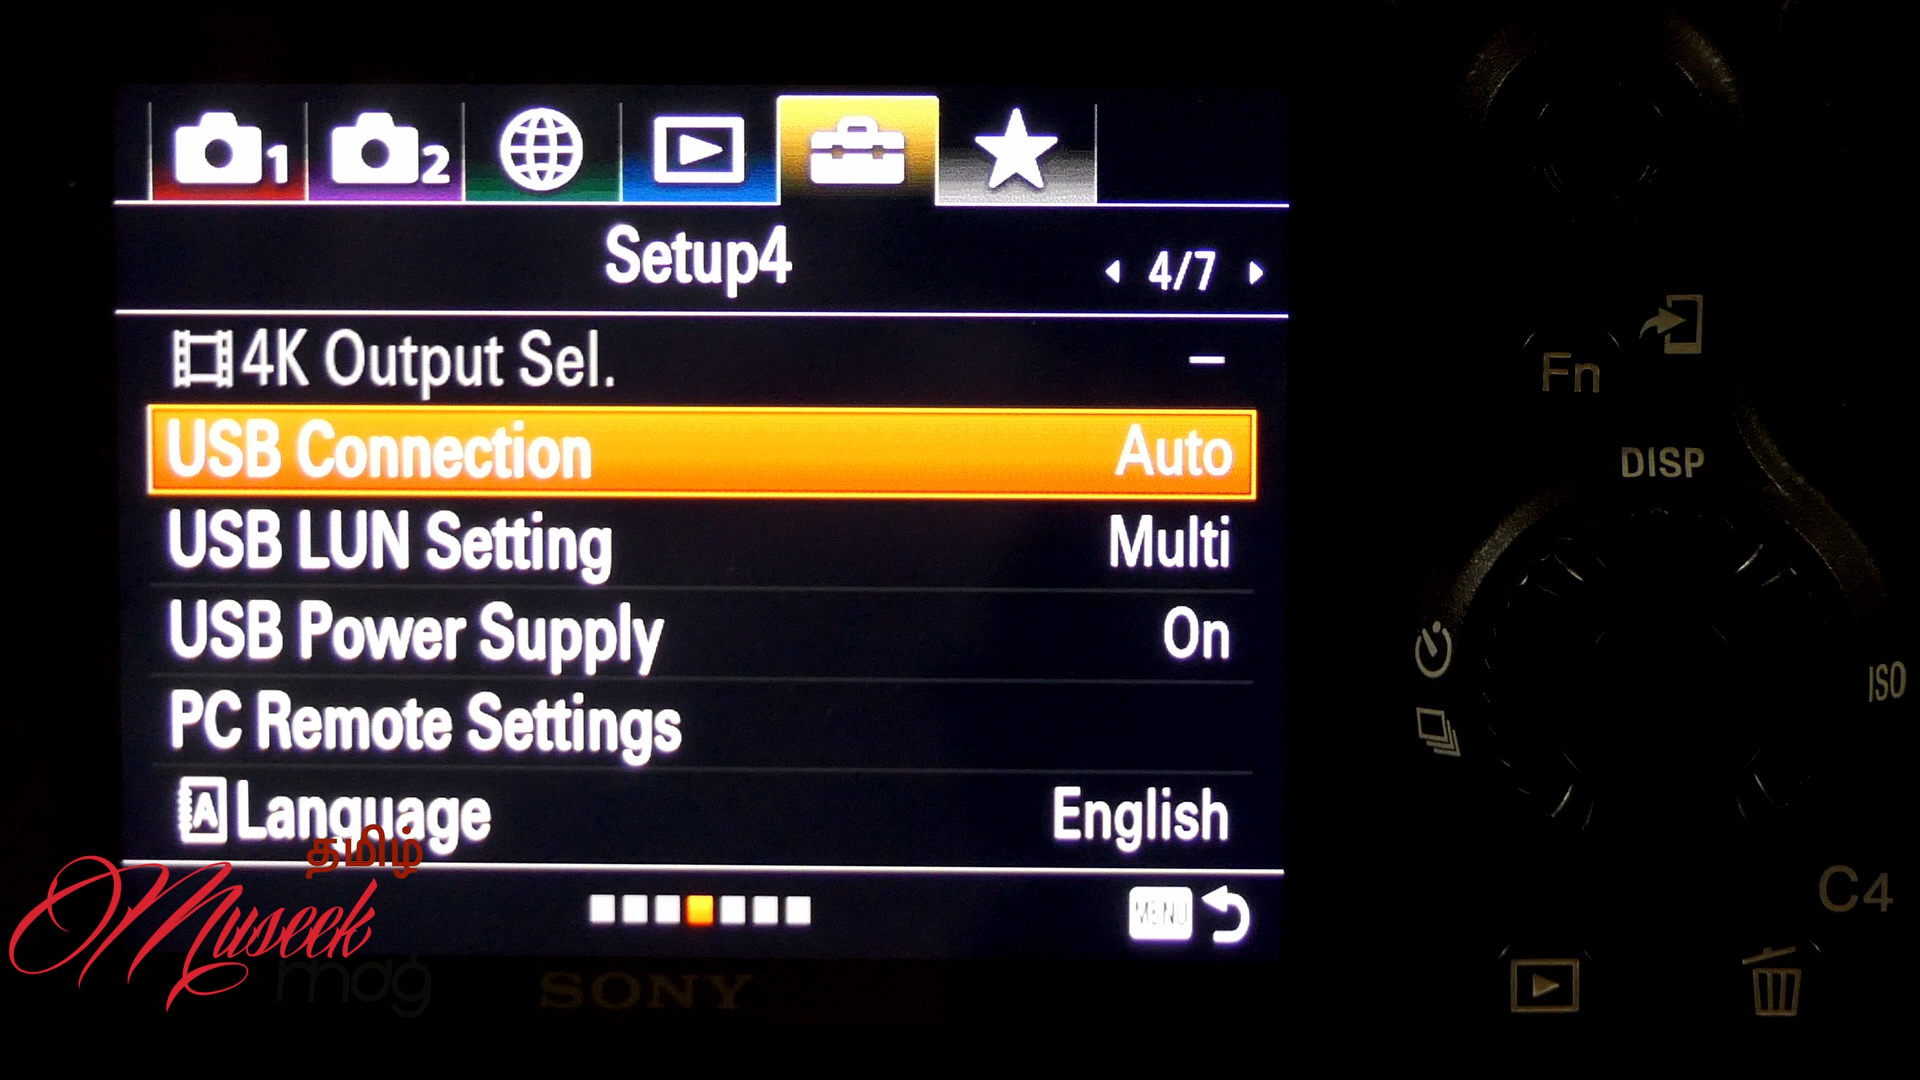 1 2
Setup4 4/7
4K Output Sel. –
USB Connection Auto
USB LUN Setting Multi
USB Power Supply On
PC Remote Settings
A Language English
MENU
தமிழ்
Museek
mag
SONY
Fn
DISP
ISO
C4